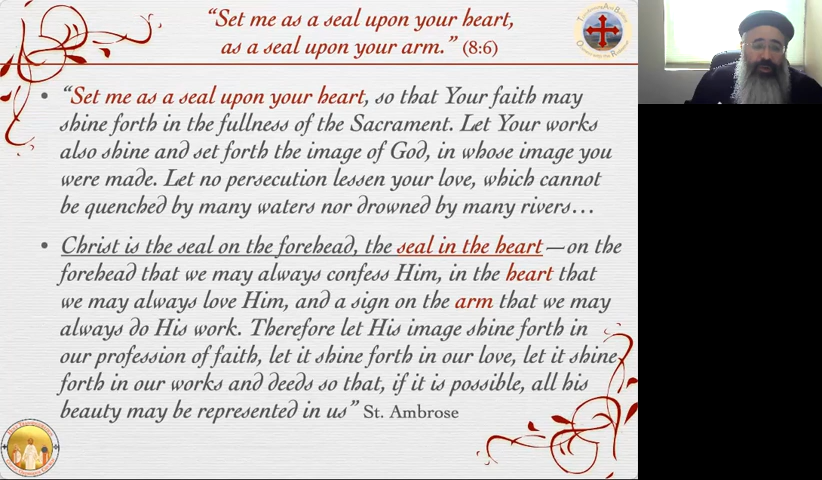 “Set me as a seal upon your heart,
as a seal upon your arm.” (8:6)
• “Set me as a seal upon your heart, so that Your faith may
shine forth in the fullness of the Sacrament. Let Your works
also shine and set forth the image of God, in whose image you
were made. Let no persecution lessen your love, which cannot
be quenched by many waters nor drowned by many rivers…
• Christ is the seal on the forehead, the seal in the heart—on the
forehead that we may always confess Him, in the heart that
we may always love Him, and a sign on the arm that we may
always do His work. Therefore let His image shine forth in
our profession of faith, let it shine forth in our love, let it shine
forth in our works and deeds so that, if it is possible, all his
beauty may be represented in us” St. Ambrose